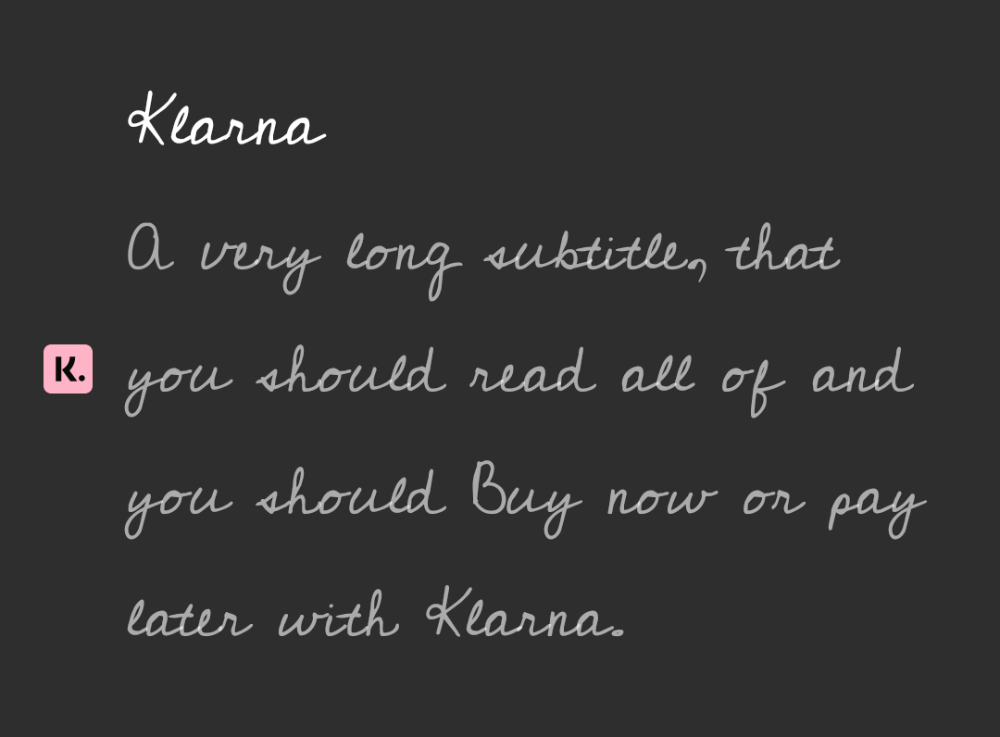 Klarna
A very long subtitle, that
K. you should read all of and
you should Buy now or pay
later with Klarna.